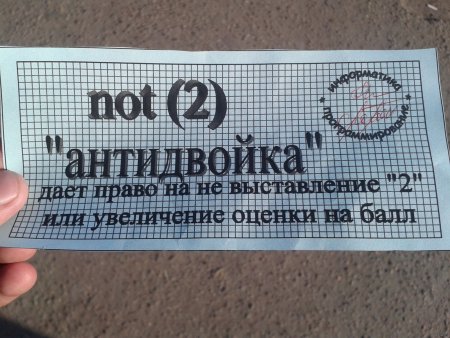 not (2)
информатика
программирование
"антидвойка"
дает право на не выставление "2"
или увеличение оценки на балл